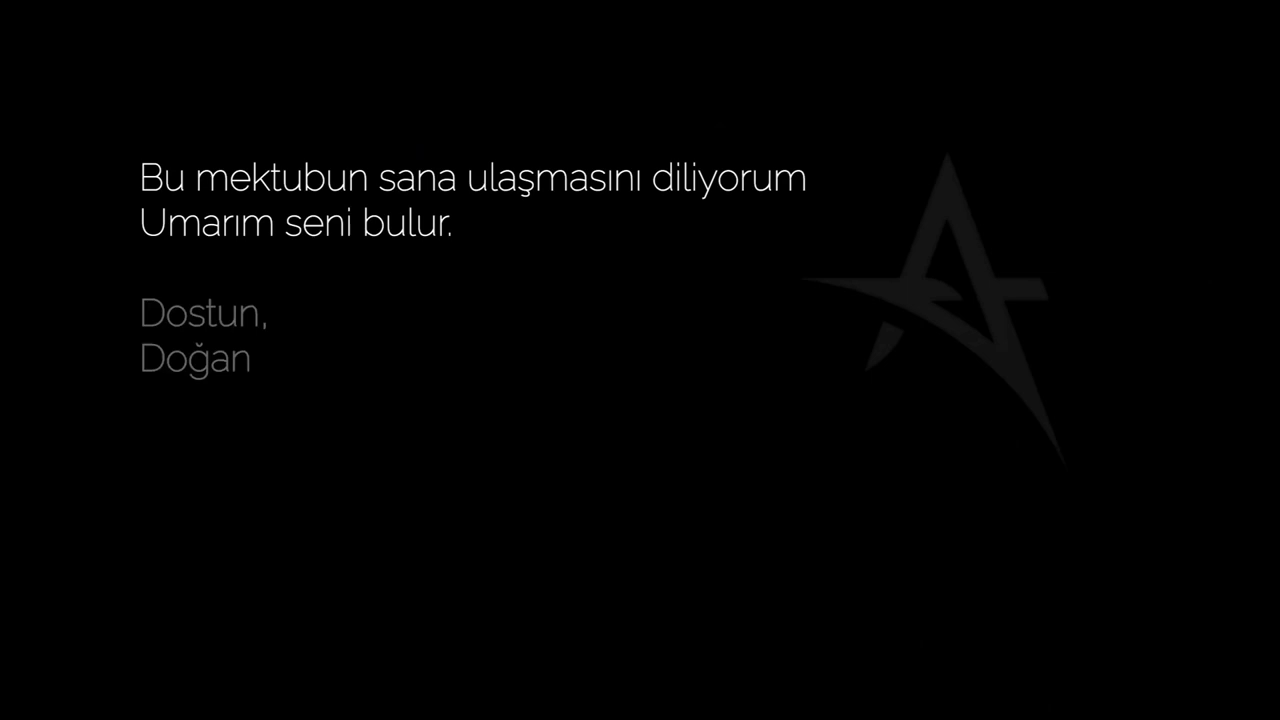 Bu mektubun sana ulaşmasını diliyorum
Umarım seni bulur.
Dostun,
Doğan